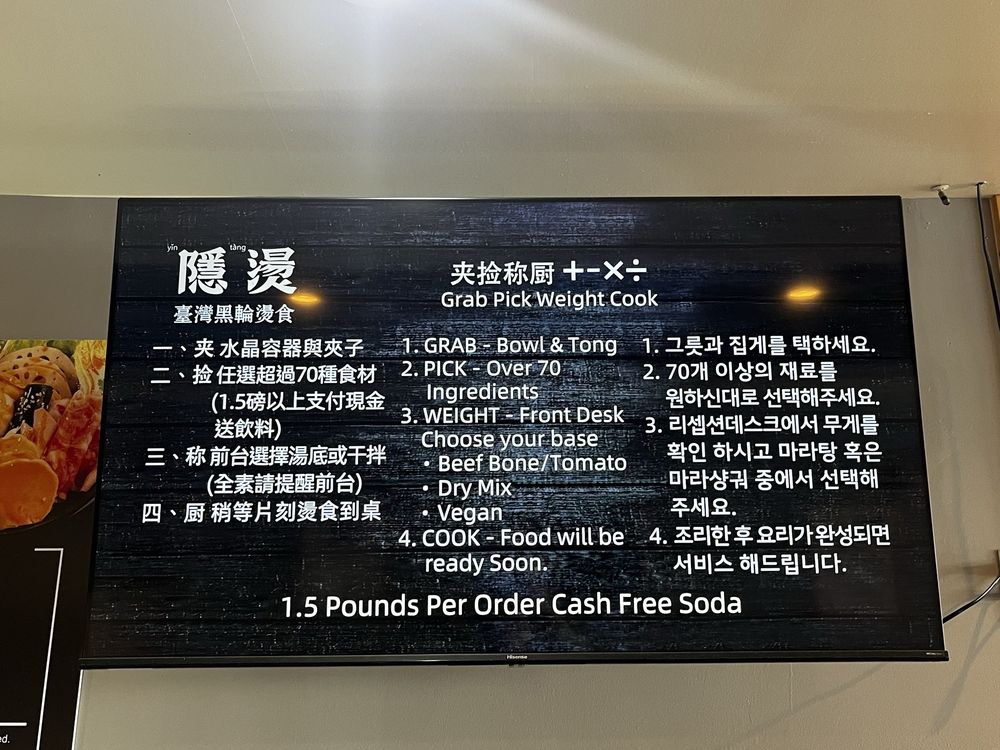 yǐn tàng
隱燙
臺灣黑輪燙食
夹捡称厨 +-×÷
Grab Pick Weight Cook
一、夹 水晶容器與夾子
二、捡 任選超過70種食材
(1.5磅以上支付現金
送飲料)
三、称 前台選擇湯底或干拌
(全素請提醒前台)
四、厨 稍等片刻燙食到桌
1. GRAB - Bowl & Tong
2. PICK - Over 70
Ingredients
3. WEIGHT - Front Desk
Choose your base
• Beef Bone/Tomato
• Dry Mix
• Vegan
4. COOK - Food will be
ready Soon.
1. 그릇과 집게를 택하세요.
2. 70개 이상의 재료를
원하신대로 선택해주세요.
3. 리셉션데스크에서 무게를
확인 하시고 마라탕 혹은
마라샹궈 중에서 선택해
주세요.
4. 조리한 후 요리가 완성되면
서비스 해드립니다.
1.5 Pounds Per Order Cash Free Soda
Hisense
ed.